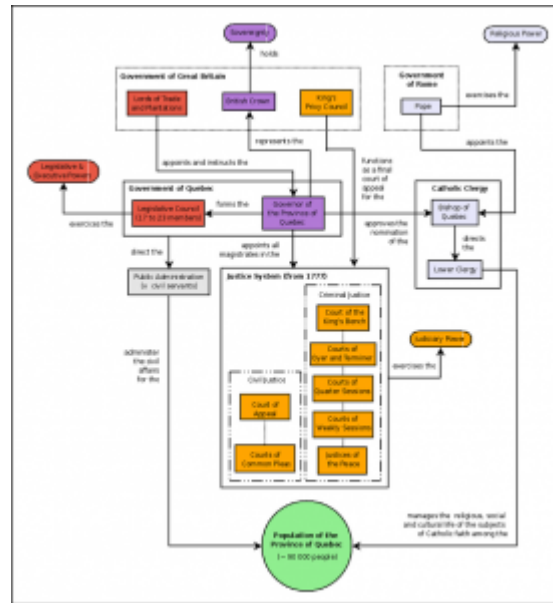 Sovereignty
Religious Power
holds
Government of Great Britain
Government
of Rome
exercises the
Lords of Trade
and Plantations
British Crown
King's
Privy Council
Pope
represents the
appoints the
appoints and instructs the
functions
as a final
court of
appeal
for the
Legislative &
Executive Powers
Government of Quebec
Catholic Clergy
Legislative Council
(17 to 23 members)
forms the
Governor of
the Province of
Quebec
Bishop of
Quebec
exercises the
approves the
nomination
of the
directs
the
direct the
appoints all
magistrates in the
Public Administration
civil servants)
Lower Clergy
Justice System (from 1777)
Criminal Justice
Court of the
King's Bench
Judiciary Power
administer
the civil
affairs
for the
Courts of
Oyer and Terminer
exercises the
Civil Justice
Courts of
Quarter Sessions
Court of
Appeal
Courts of
Weekly Sessions
Courts of
Common Pleas
Justices of
the Peace
manages the religious, social
and cultural life of the subjects
of Catholic faith among the
Population of the
Province of Quebec
(~ 90 000 people)